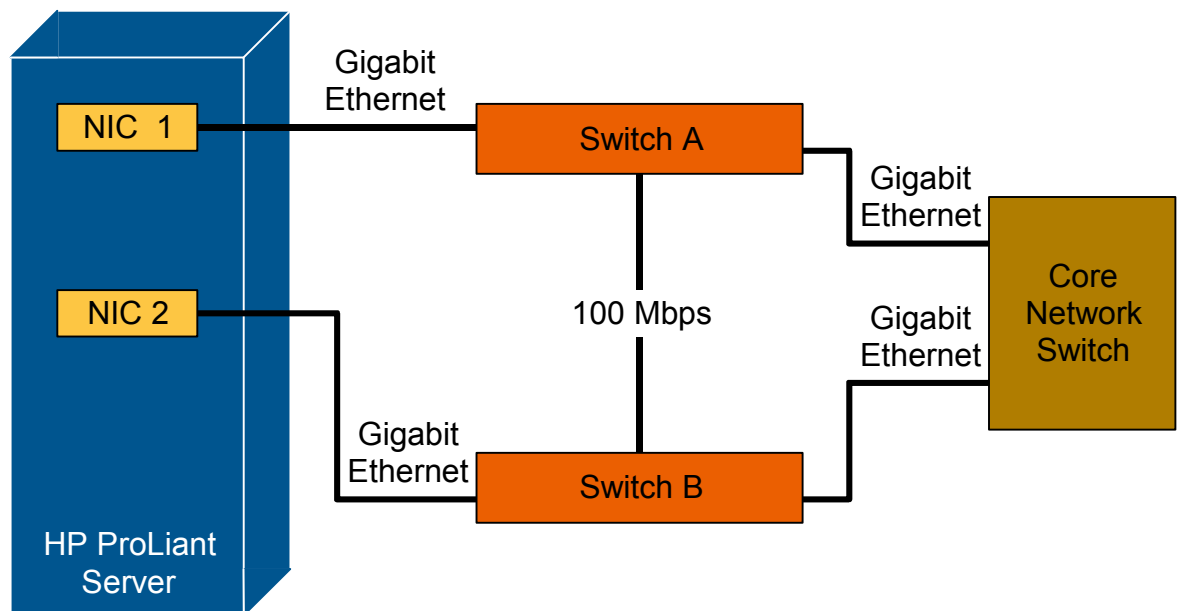 Gigabit
Ethernet
NIC  1
Switch A
Gigabit
Ethernet
Core
Network
Switch
NIC 2
100 Mbps
Gigabit
Ethernet
Gigabit
Ethernet
Switch B
HP ProLiant
Server